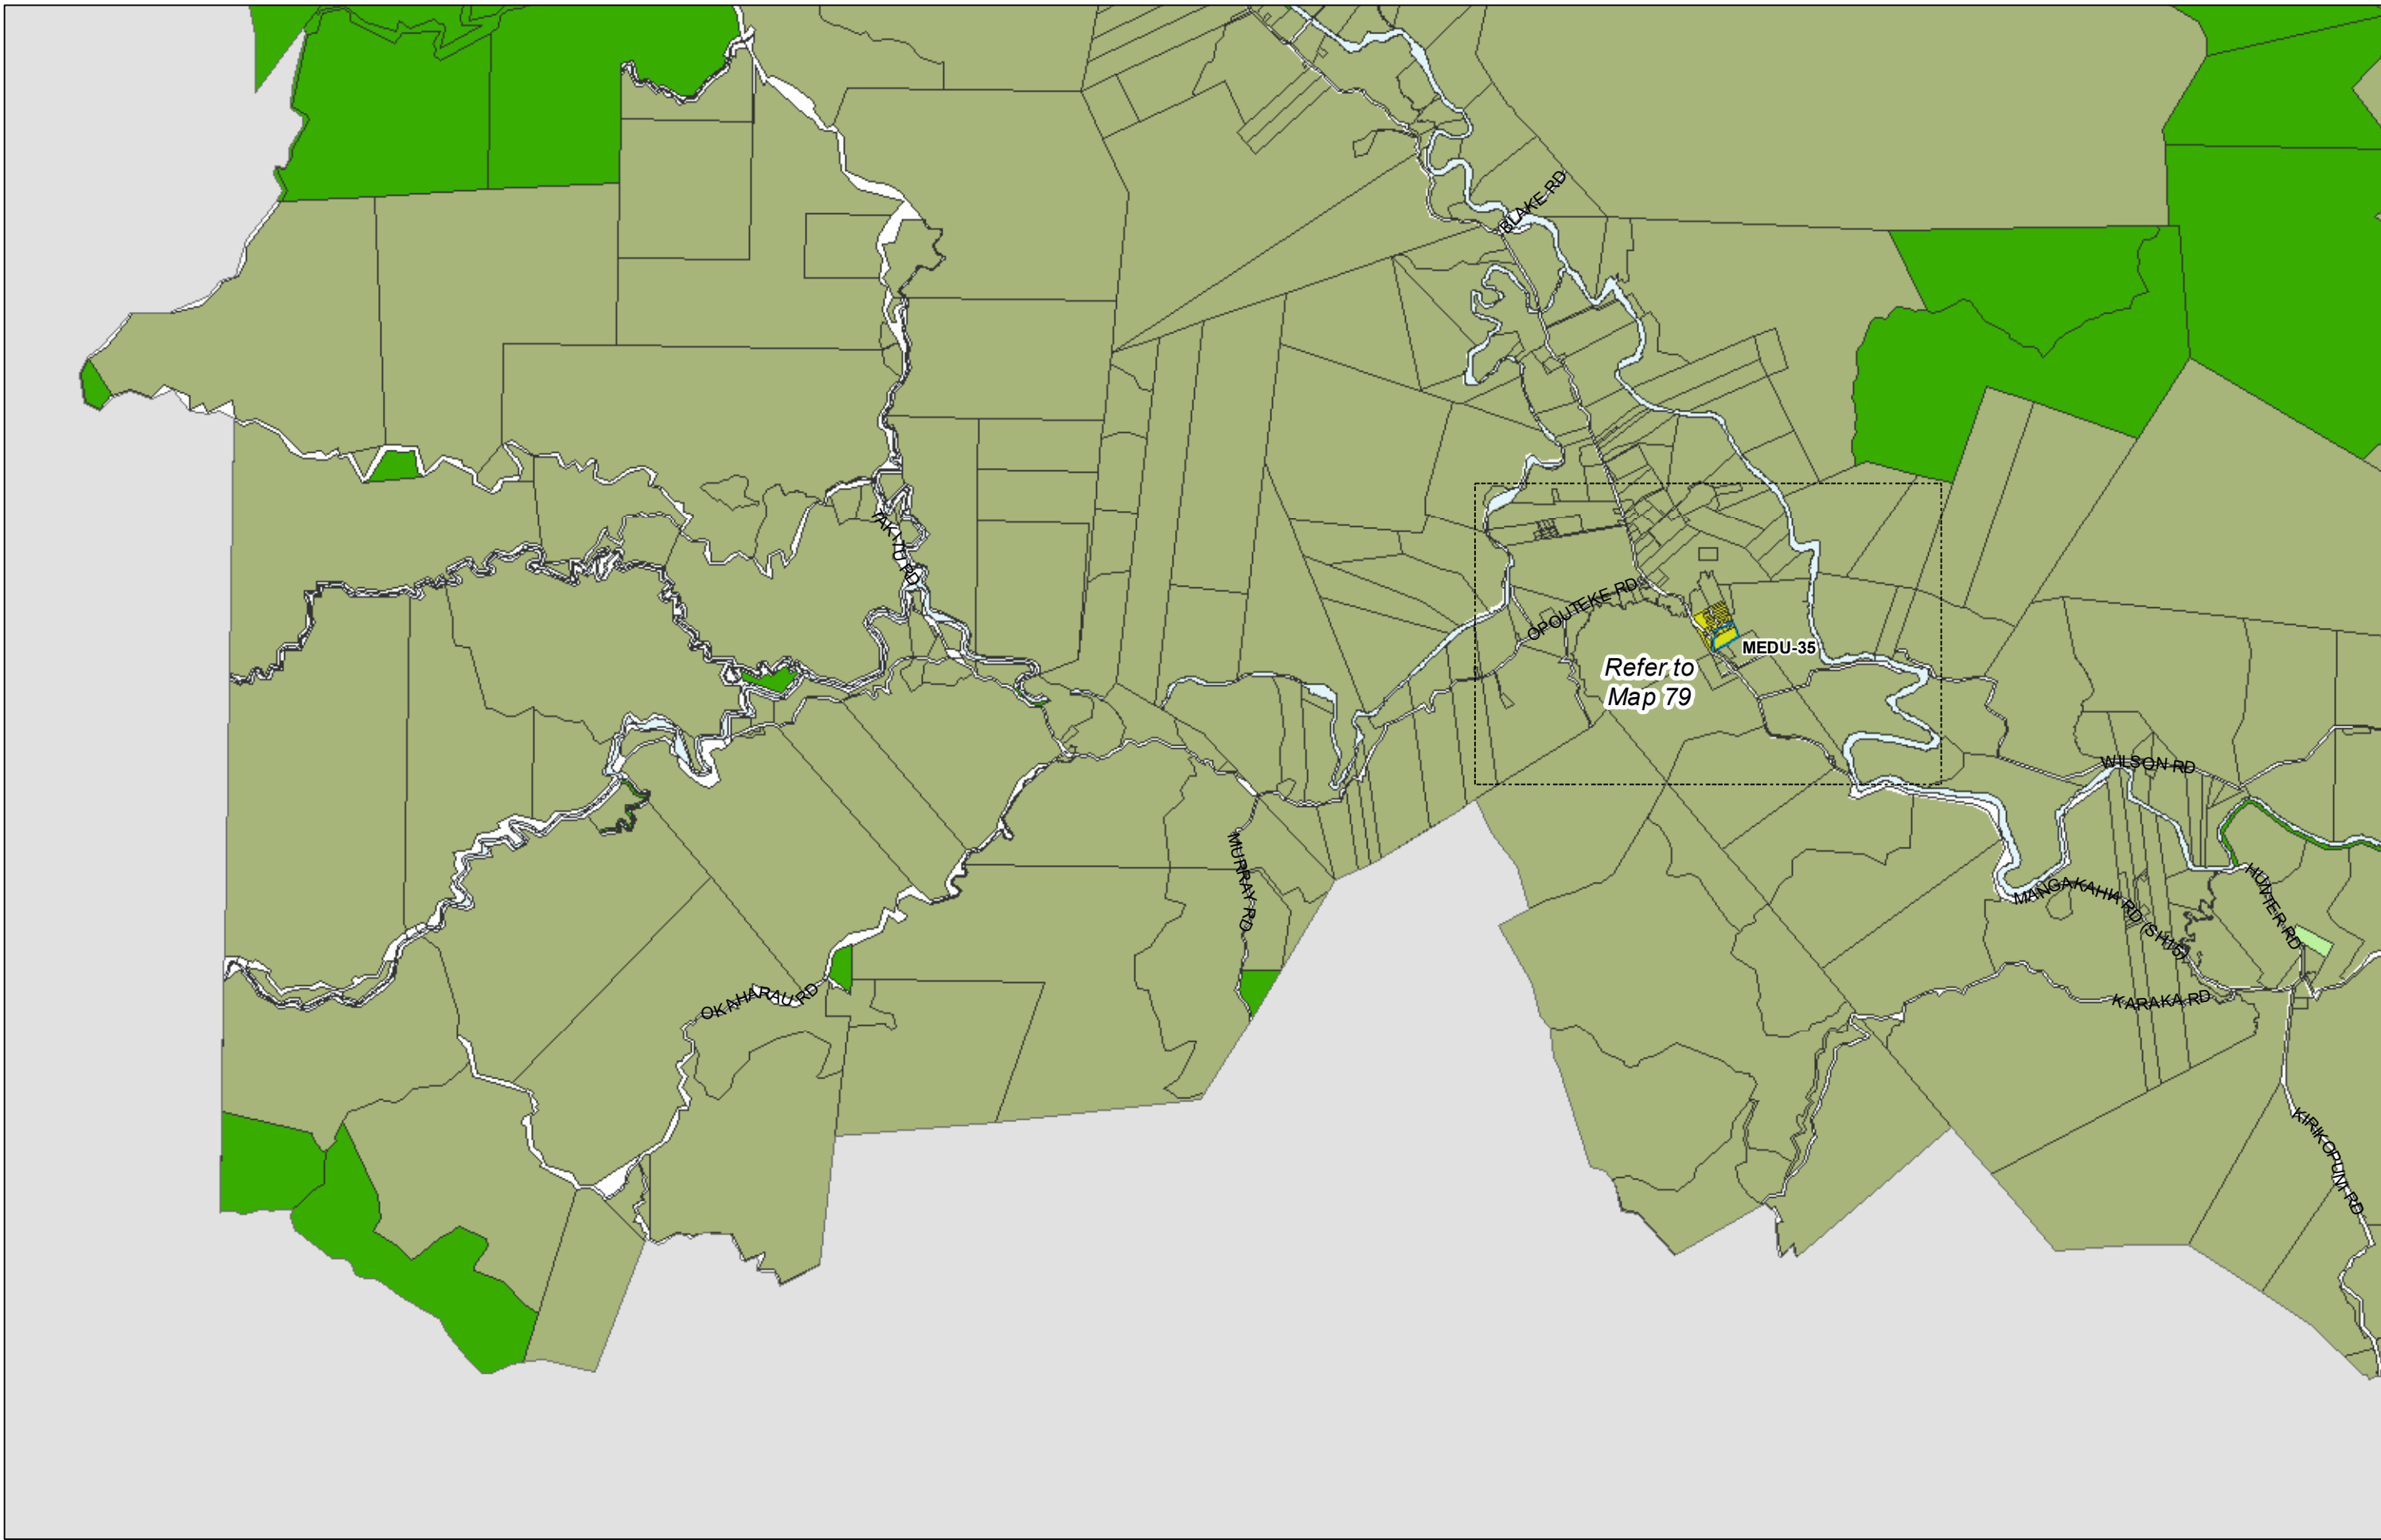 BLAKE RD
TAKITU RD
OPOUTEKE RD
MEDU-35
Refer to
Map 79
WILSON RD
MURRAY RD
HUNTER RD
MANGAKAHIA RD (SH15)
OKAHARAU RD
KARAKA RD
KIRIKOPUNI RD